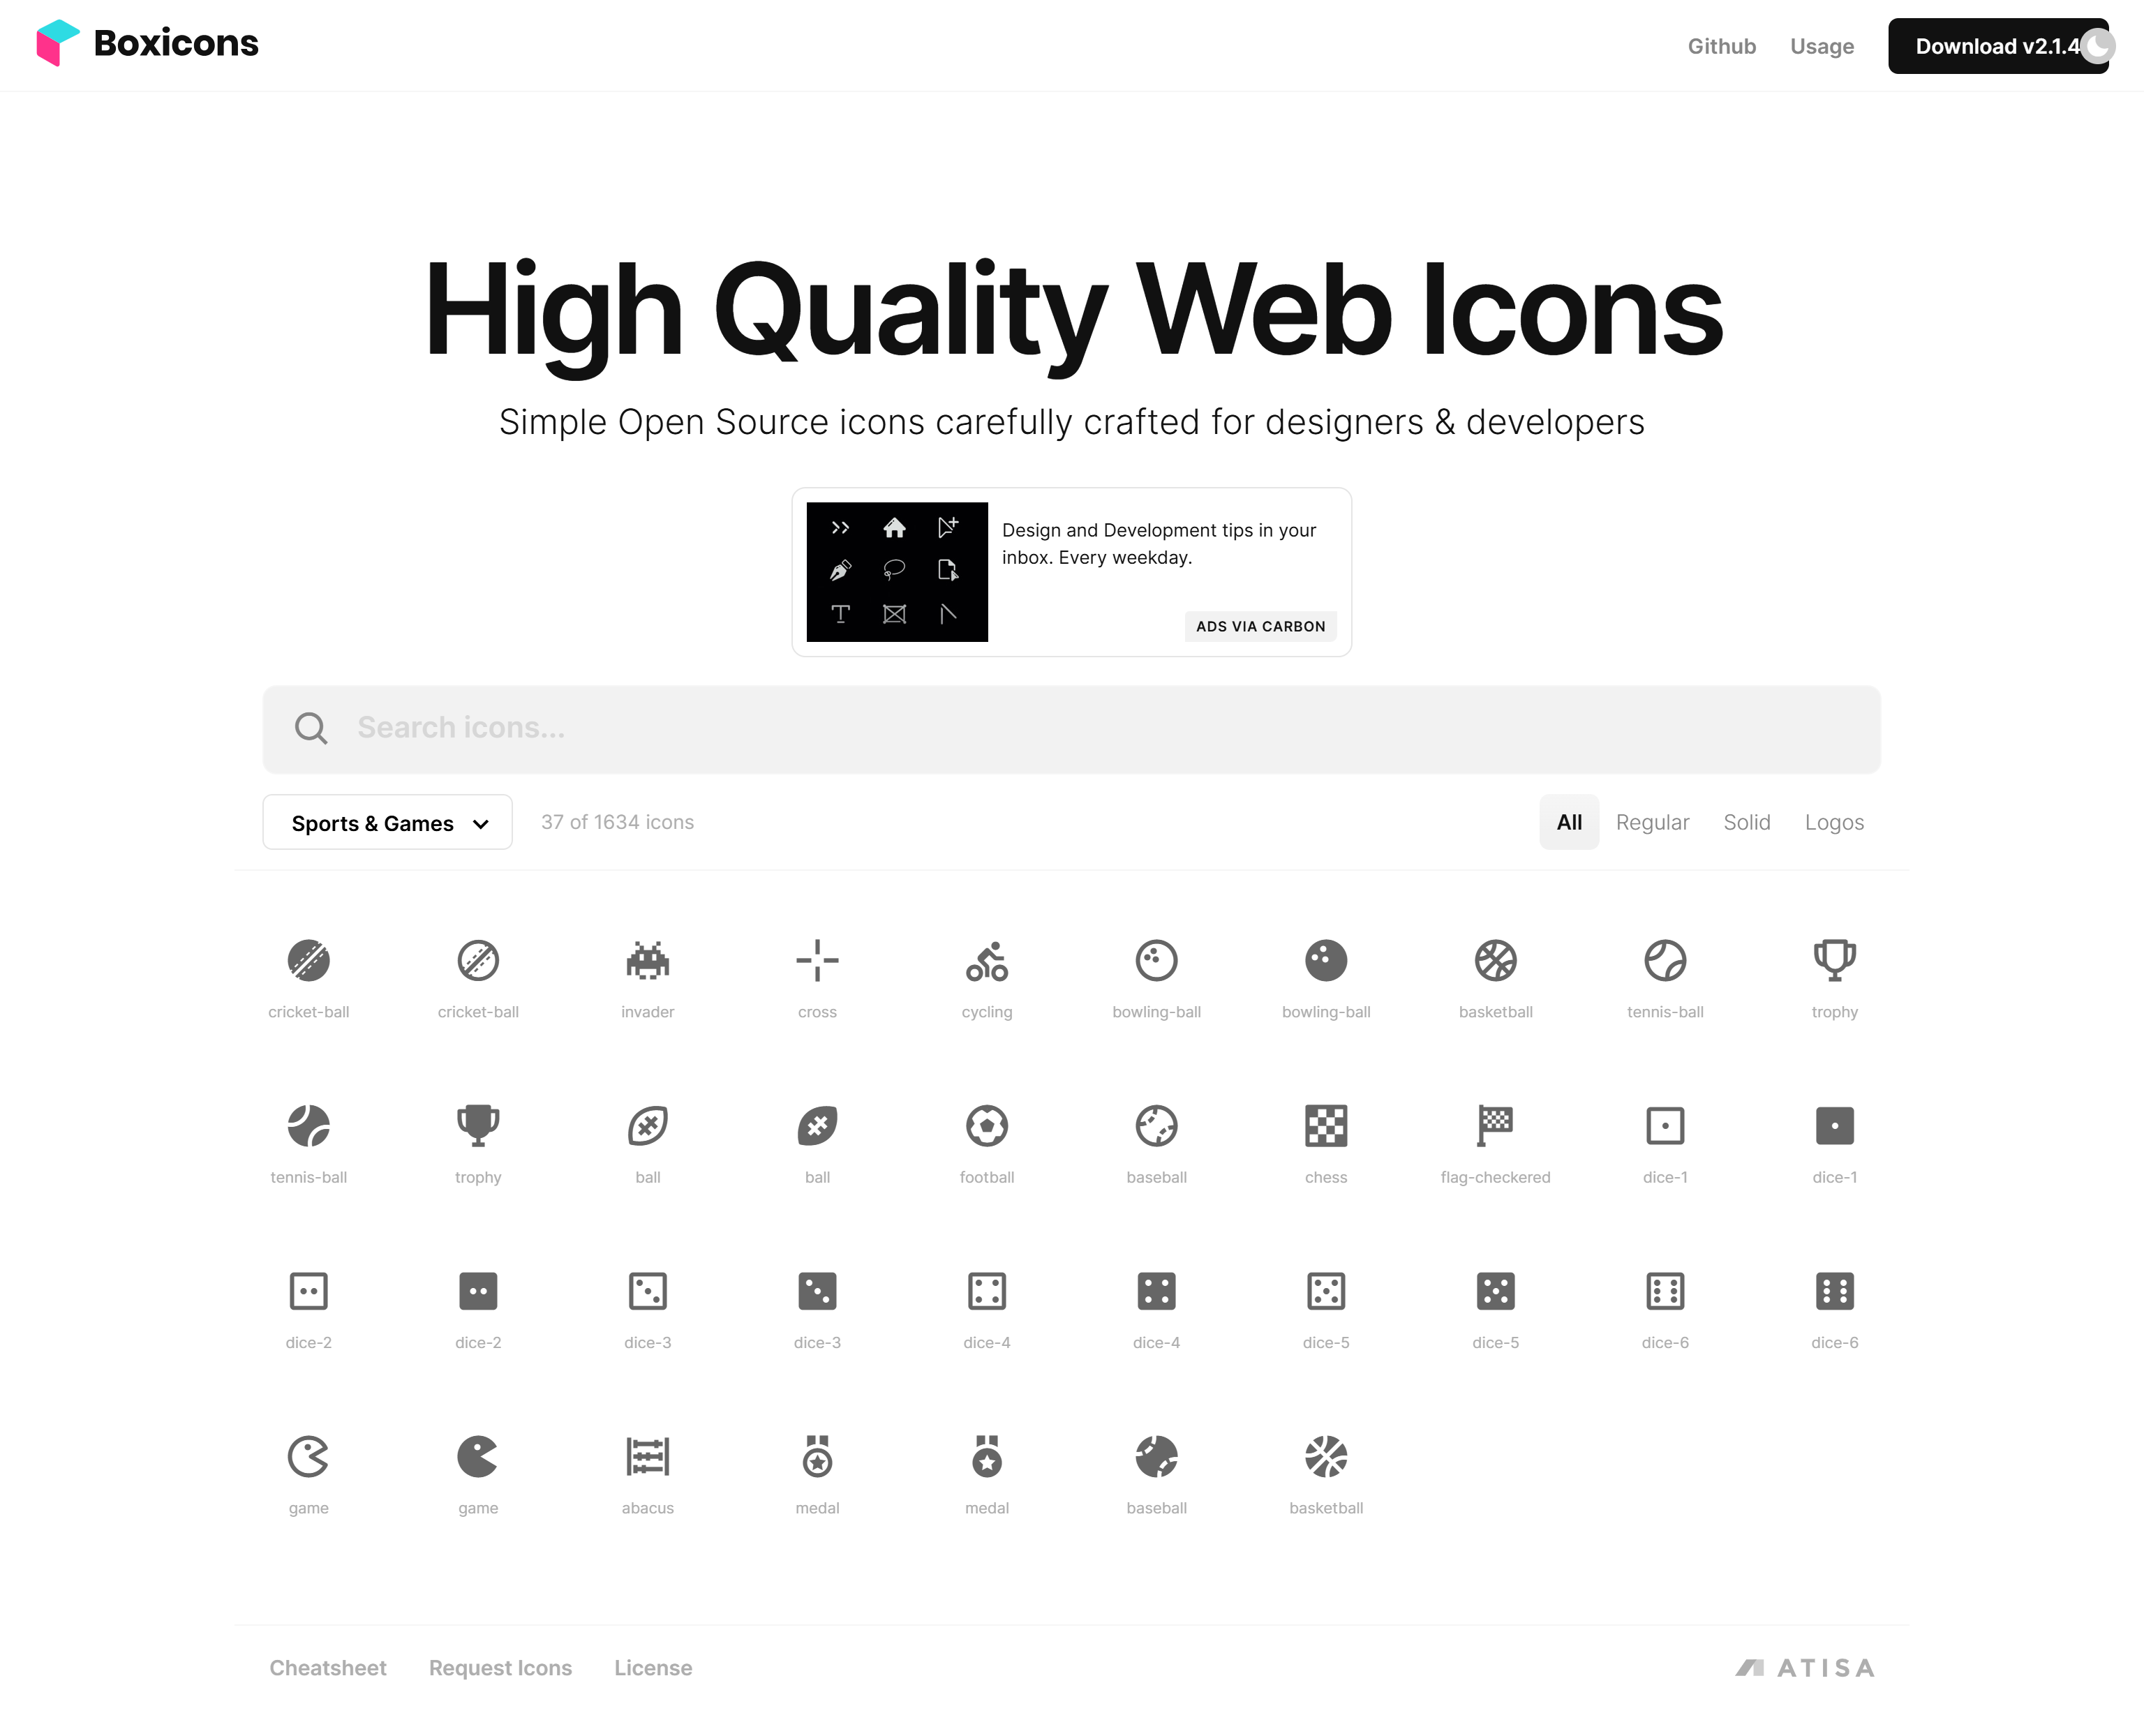 Boxicons
Github Usage Download v2.1.4
High Quality Web Icons
Simple Open Source icons carefully crafted for designers & developers
Design and Development tips in your
inbox. Every weekday.
ADS VIA CARBON
Search icons...
Sports & Games 37 of 1634 icons All Regular Solid Logos
cricket-ball cricket-ball invader cross cycling bowling-ball bowling-ball basketball tennis-ball trophy
tennis-ball trophy ball ball football baseball chess flag-checkered dice-1 dice-1
dice-2 dice-2 dice-3 dice-3 dice-4 dice-4 dice-5 dice-5 dice-6 dice-6
game game abacus medal medal baseball basketball
Cheatsheet Request Icons License ATISA